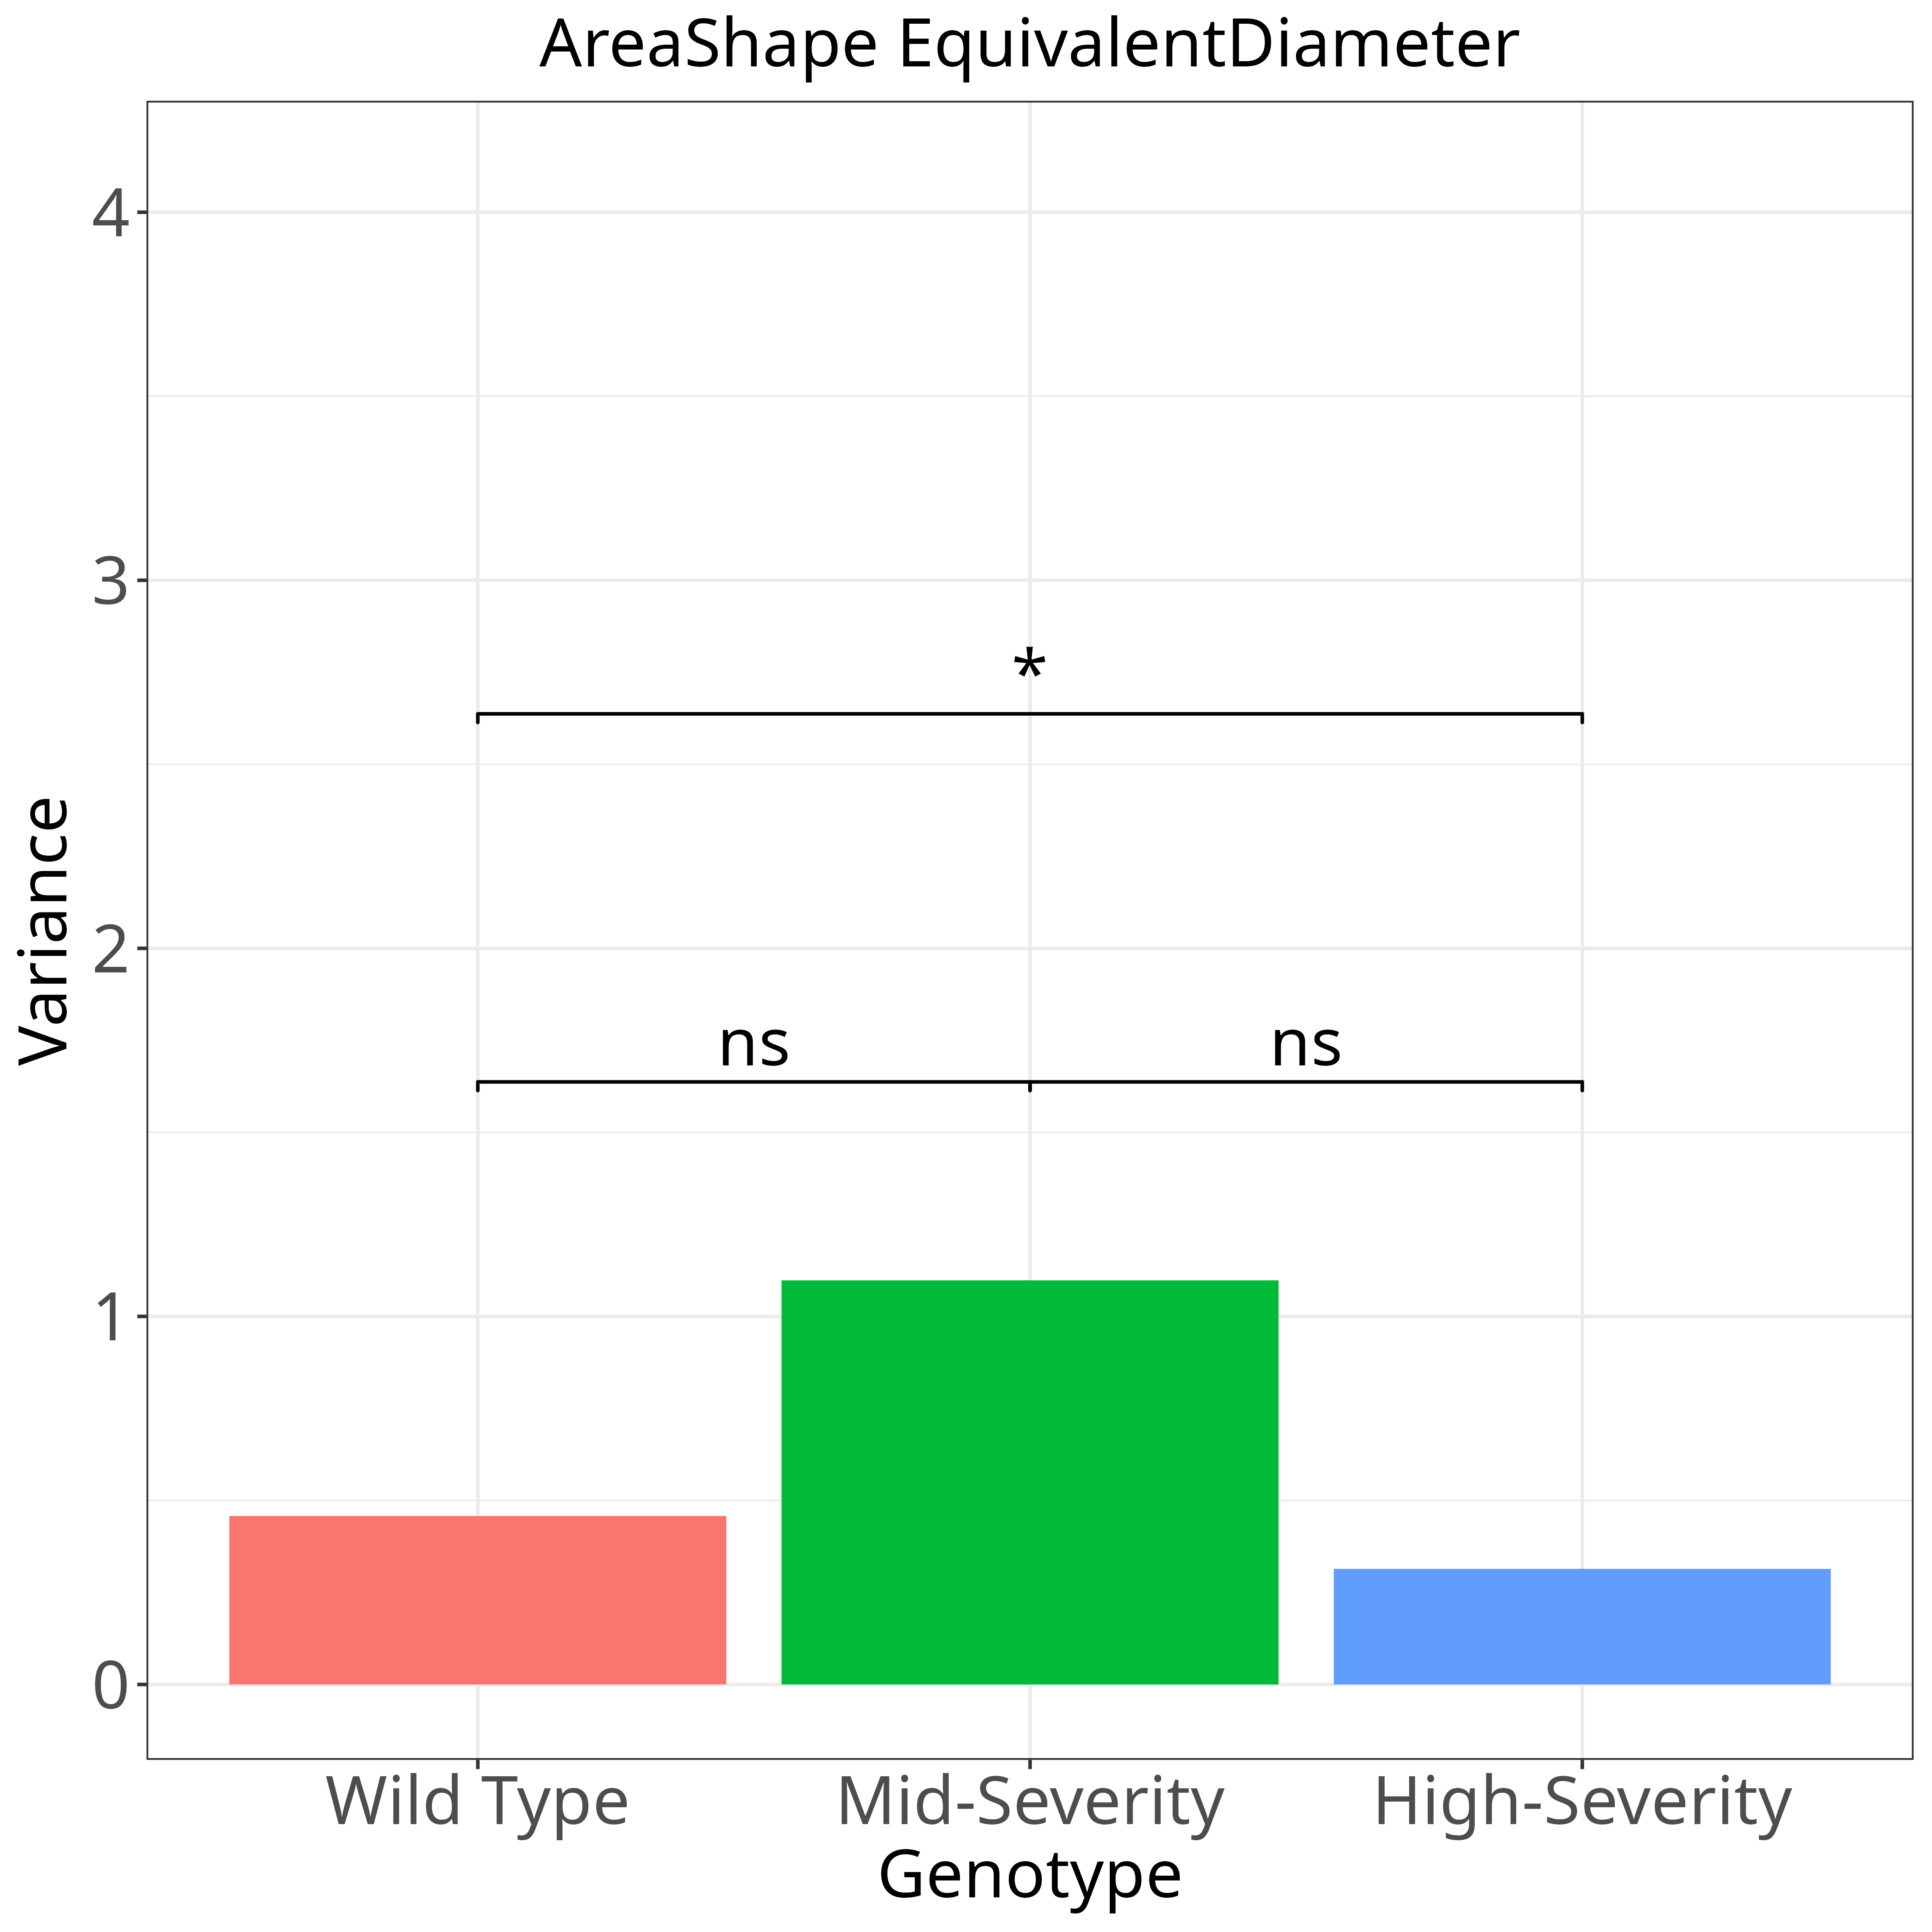 AreaShape EquivalentDiameter
4
3
2
1
0
Variance
*
ns ns
Wild Type Mid-Severity High-Severity
Genotype